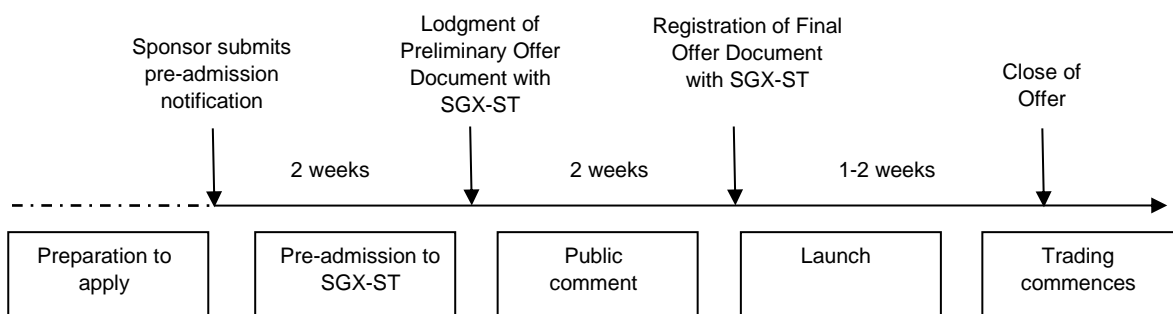 Sponsor submits
pre-admission
notification
Lodgment of
Preliminary Offer
Document with
SGX-ST
Registration of Final
Offer Document
with SGX-ST
Close of
Offer
2 weeks
2 weeks
1-2 weeks
Preparation to
apply
Pre-admission to
SGX-ST
Public
comment
Launch
Trading
commences